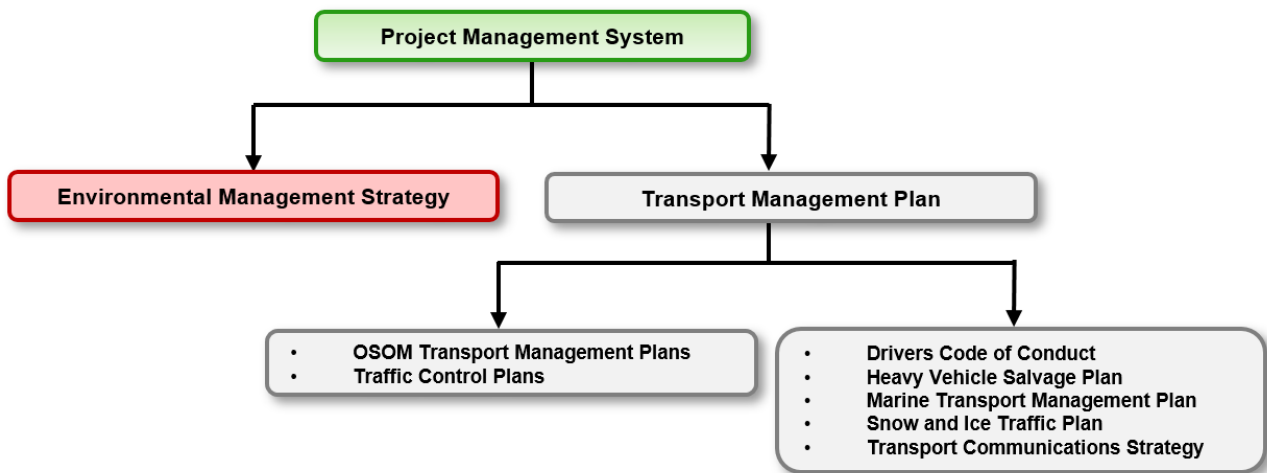 Project Management System
Environmental Management Strategy
Transport Management Plan
• OSOM Transport Management Plans
• Traffic Control Plans
• Drivers Code of Conduct
• Heavy Vehicle Salvage Plan
• Marine Transport Management Plan
• Snow and Ice Traffic Plan
• Transport Communications Strategy